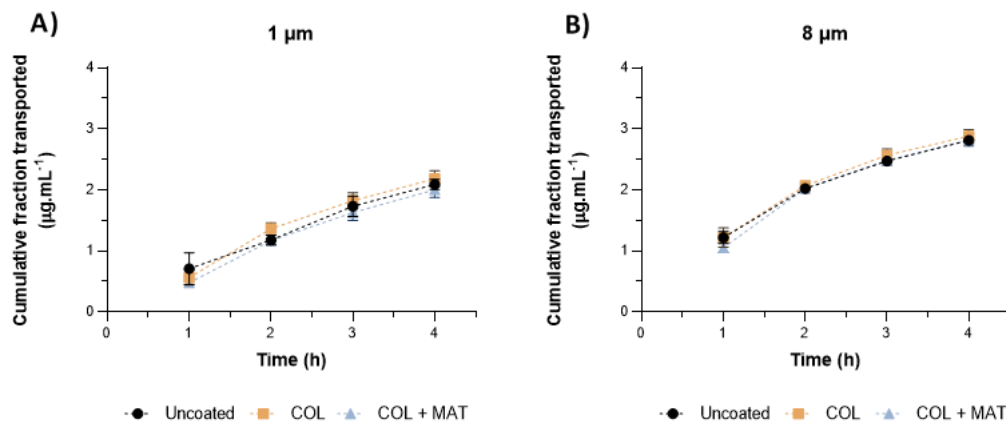 A)
1 µm
Cumulative fraction transported
(µg.mL⁻¹)
4
3
2
1
0
0 1 2 3 4
Time (h)
Uncoated COL COL + MAT
B)
8 µm
Cumulative fraction transported
(µg.mL⁻¹)
4
3
2
1
0
0 1 2 3 4
Time (h)
Uncoated COL COL + MAT